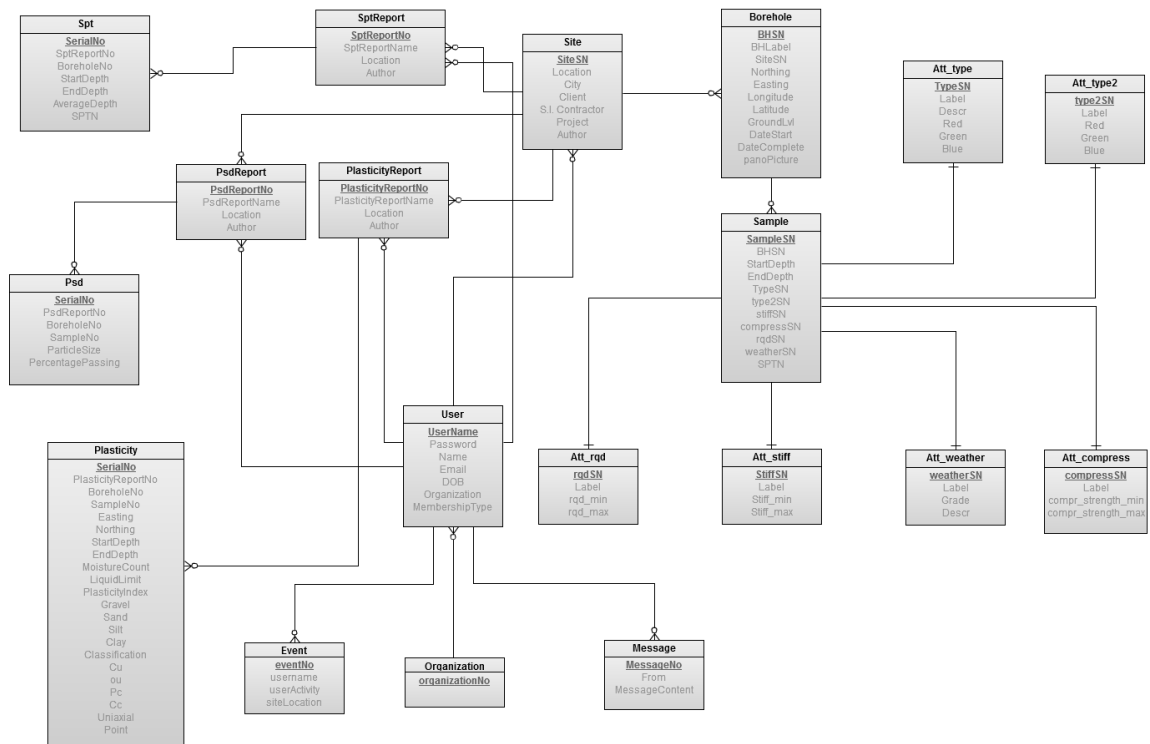 Spt
SerialNo
SptReportNo
BoreholeNo
StartDepth
EndDepth
AverageDepth
SPTN
SptReport
SptReportNo
SptReportName
Location
Author
Site
SiteSN
Location
City
Client
S.I. Contractor
Project
Author
Borehole
BHSN
BHLabel
SiteSN
Northing
Easting
Longitude
Latitude
GroundLvl
DateStart
DateComplete
panoPicture
Att_type
TypeSN
Label
Descr
Red
Green
Blue
Att_type2
type2SN
Label
Red
Green
Blue
PsdReport
PsdReportNo
PsdReportName
Location
Author
PlasticityReport
PlasticityReportNo
PlasticityReportName
Location
Author
Sample
SampleSN
BHSN
StartDepth
EndDepth
TypeSN
type2SN
stiffSN
compressSN
rqdSN
weatherSN
SPTN
Psd
SerialNo
PsdReportNo
BoreholeNo
SampleNo
ParticleSize
PercentagePassing
User
UserName
Password
Name
Email
DOB
Organization
MembershipType
Plasticity
SerialNo
PlasticityReportNo
BoreholeNo
SampleNo
Easting
Northing
StartDepth
EndDepth
MoistureCount
LiquidLimit
PlasticityIndex
Gravel
Sand
Silt
Clay
Classification
Cu
ou
Pc
Cc
Uniaxial
Point
Att_rqd
rqdSN
Label
rqd_min
rqd_max
Att_stiff
StiffSN
Label
Stiff_min
Stiff_max
Att_weather
weatherSN
Label
Grade
Descr
Att_compress
compressSN
Label
compr_strength_min
compr_strength_max
Event
eventNo
username
userActivity
siteLocation
Organization
organizationNo
Message
MessageNo
From
MessageContent